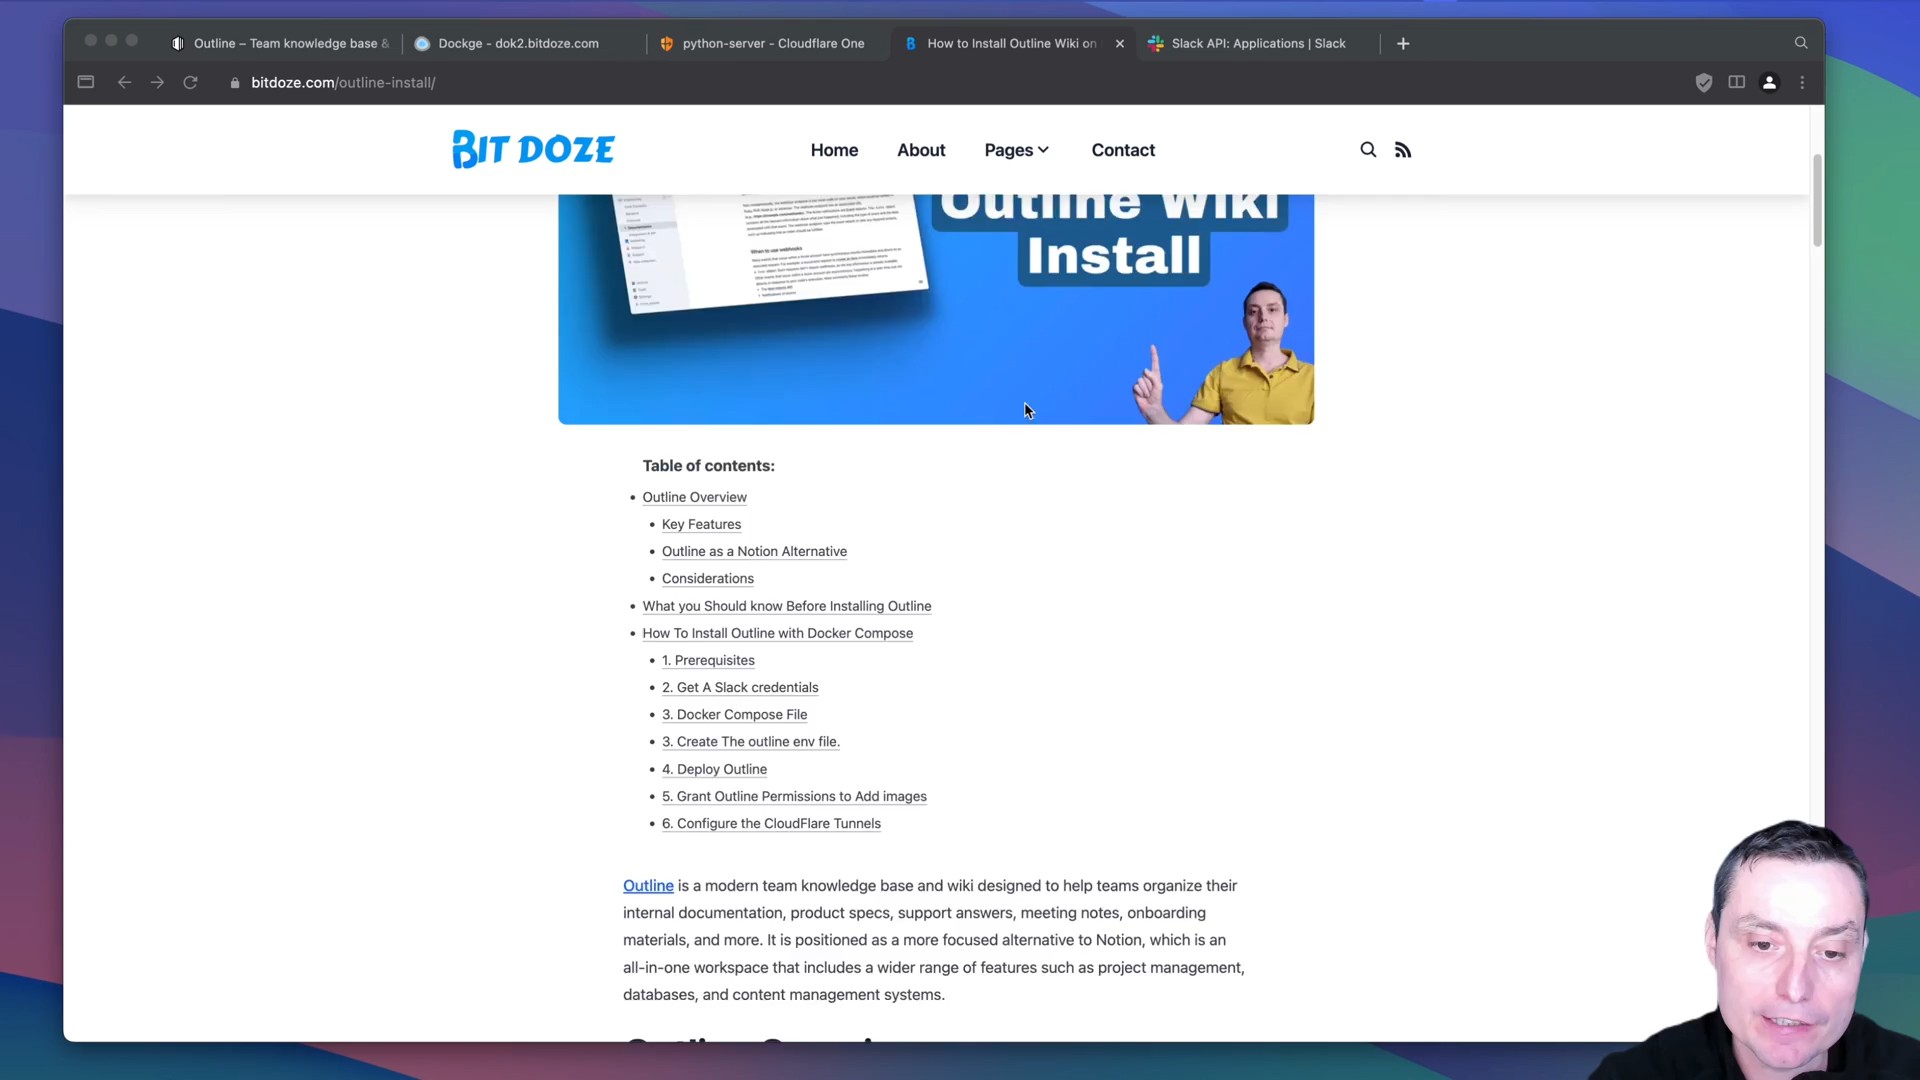 Outline – Team knowledge base &
Dockge - dok2.bitdoze.com
python-server - Cloudflare One
How to Install Outline Wiki on
Slack API: Applications | Slack
bitdoze.com/outline-install/
BIT DOZE
Home
About
Pages
Contact
Outline Wiki
Install
When to use webhooks
Table of contents:
Outline Overview
Key Features
Outline as a Notion Alternative
Considerations
What you Should know Before Installing Outline
How To Install Outline with Docker Compose
1. Prerequisites
2. Get A Slack credentials
3. Docker Compose File
3. Create The outline env file.
4. Deploy Outline
5. Grant Outline Permissions to Add images
6. Configure the CloudFlare Tunnels
Outline is a modern team knowledge base and wiki designed to help teams organize their
internal documentation, product specs, support answers, meeting notes, onboarding
materials, and more. It is positioned as a more focused alternative to Notion, which is an
all-in-one workspace that includes a wider range of features such as project management,
databases, and content management systems.